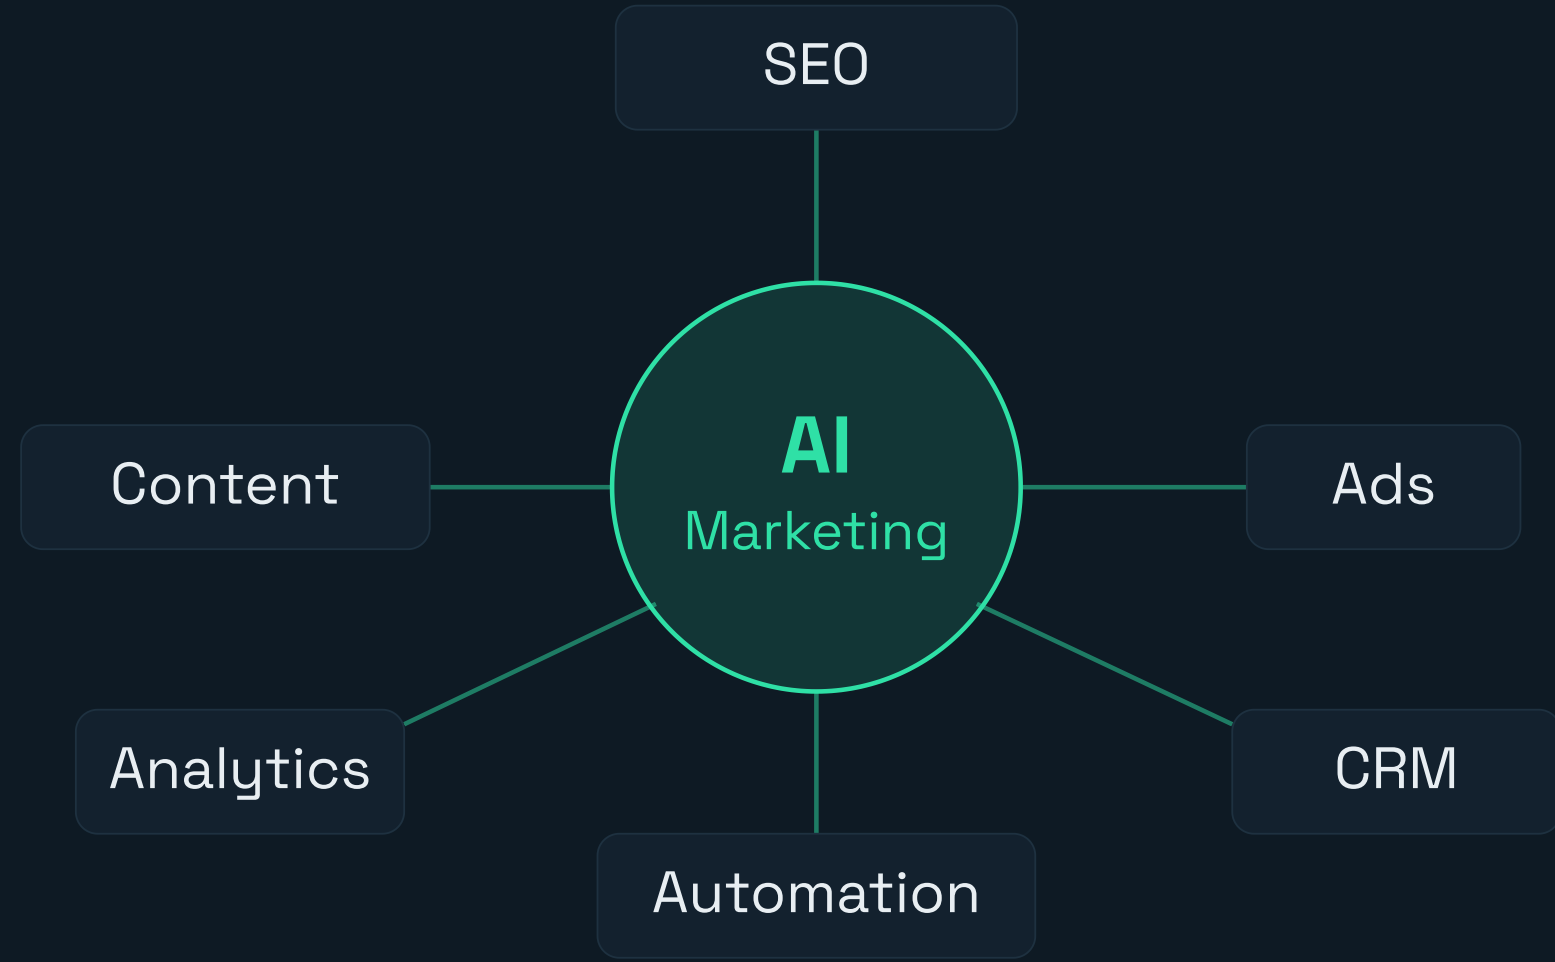 SEO
AI
Marketing
Content
Ads
Analytics
CRM
Automation